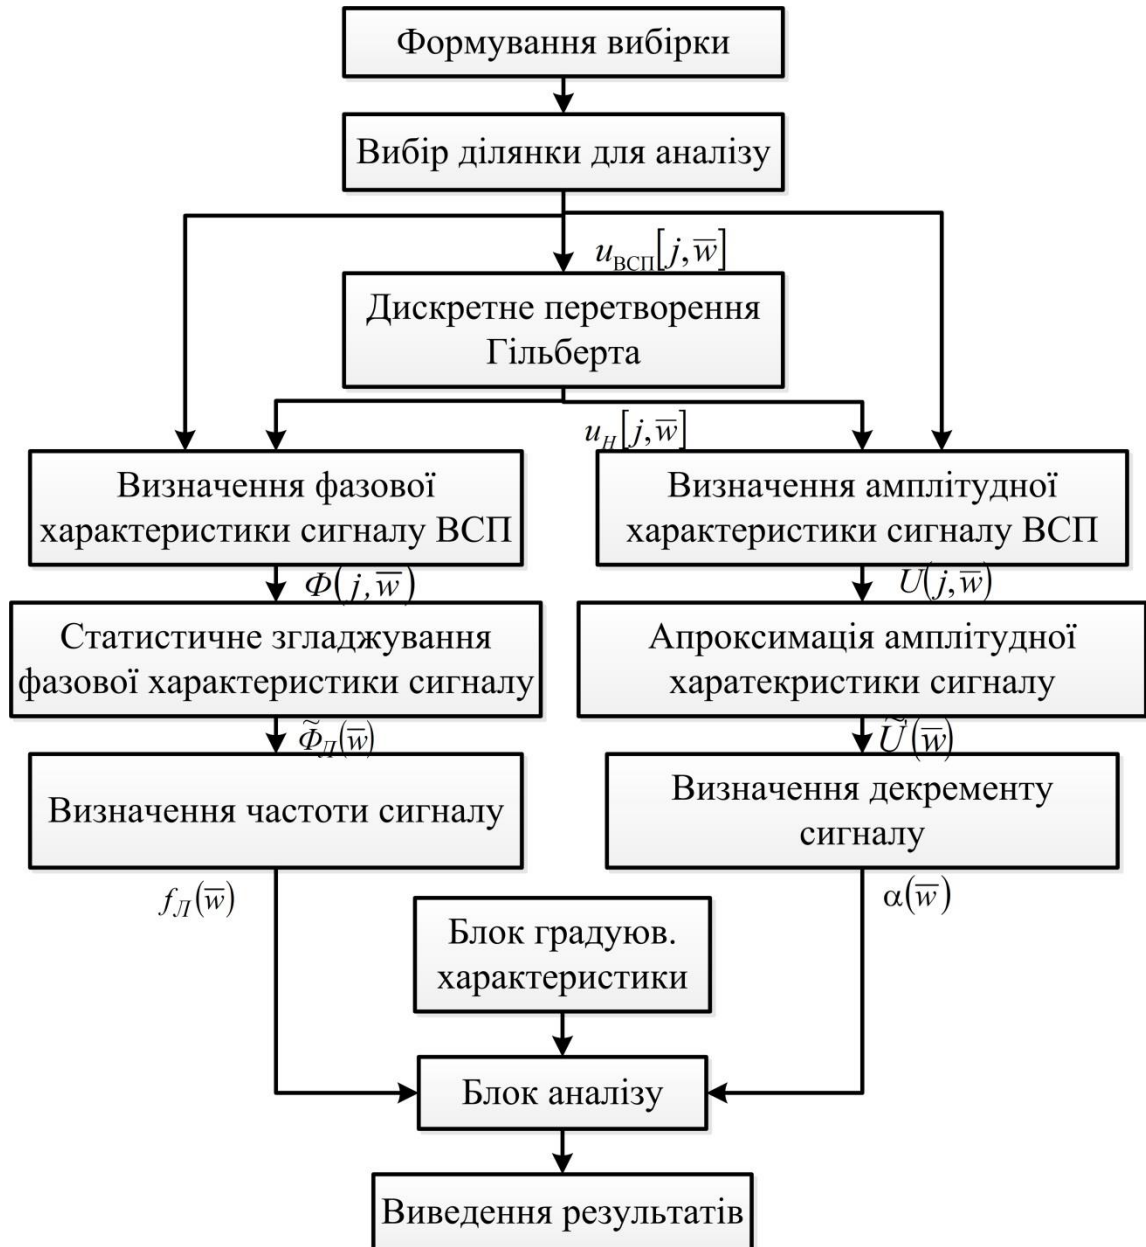 Формування вибірки
Вибір ділянки для аналізу
u_ВСП[j, w̅]
Дискретне перетворення
Гільберта
u_H[j, w̅]
Визначення фазової
характеристики сигналу ВСП
Визначення амплітудної
характеристики сигналу ВСП
Φ(j, w̅)
U(j, w̅)
Статистичне згладжування
фазової характеристики сигналу
Апроксимація амплітудної
харатекристики сигналу
Φ̃_Л(w̅)
Ũ(w̅)
Визначення частоти сигналу
Визначення декременту
сигналу
f_Л(w̅)
α(w̅)
Блок градуюв.
характеристики
Блок аналізу
Виведення результатів